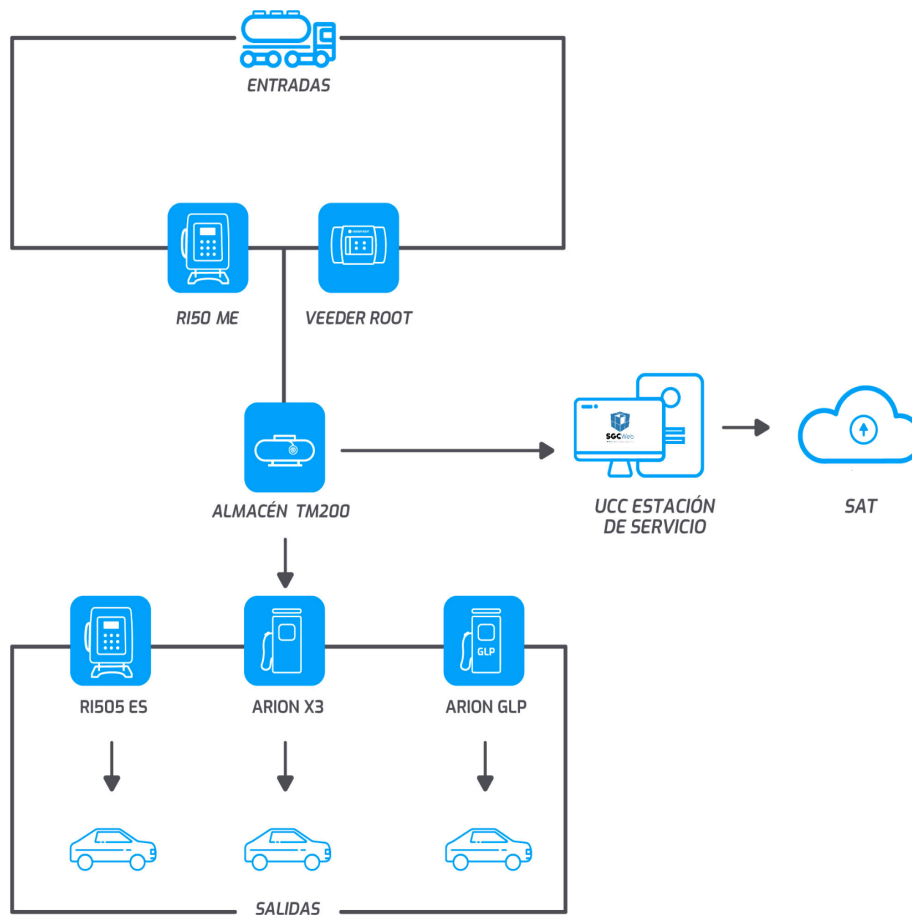 ENTRADAS
RI50 ME
VEEDER ROOT
SGCWeb
ALMACÉN TM200
UCC ESTACIÓN
DE SERVICIO
SAT
GLP
RI505 ES
ARION X3
ARION GLP
SALIDAS